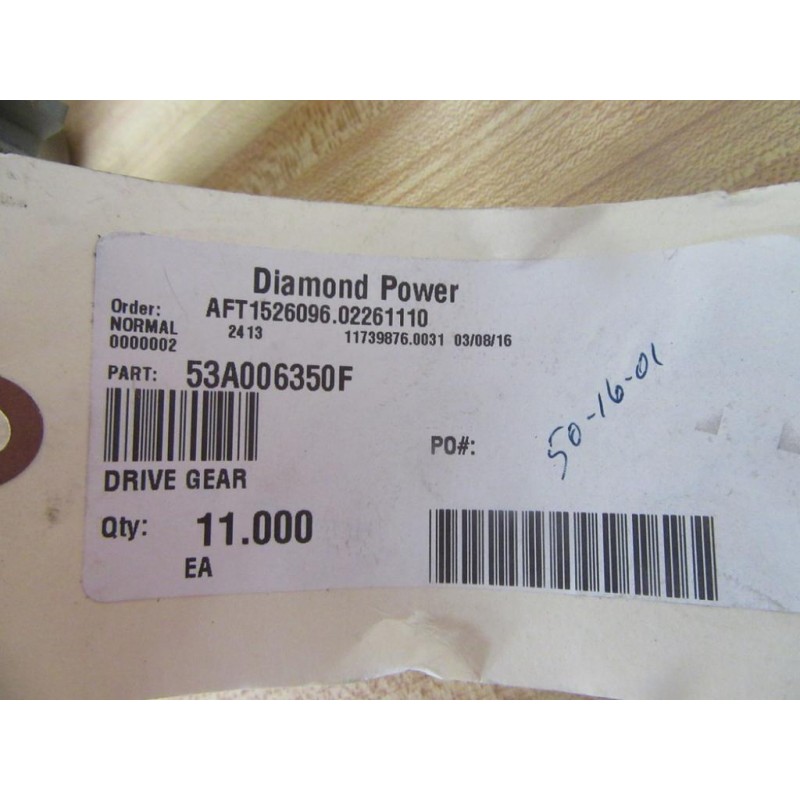 Diamond Power
Order: AFT1526096.02261110
NORMAL 2413 11739876.0031 03/08/16
0000002
PART: 53A006350F
DRIVE GEAR
PO#:
50-16-01
Qty: 11.000
EA